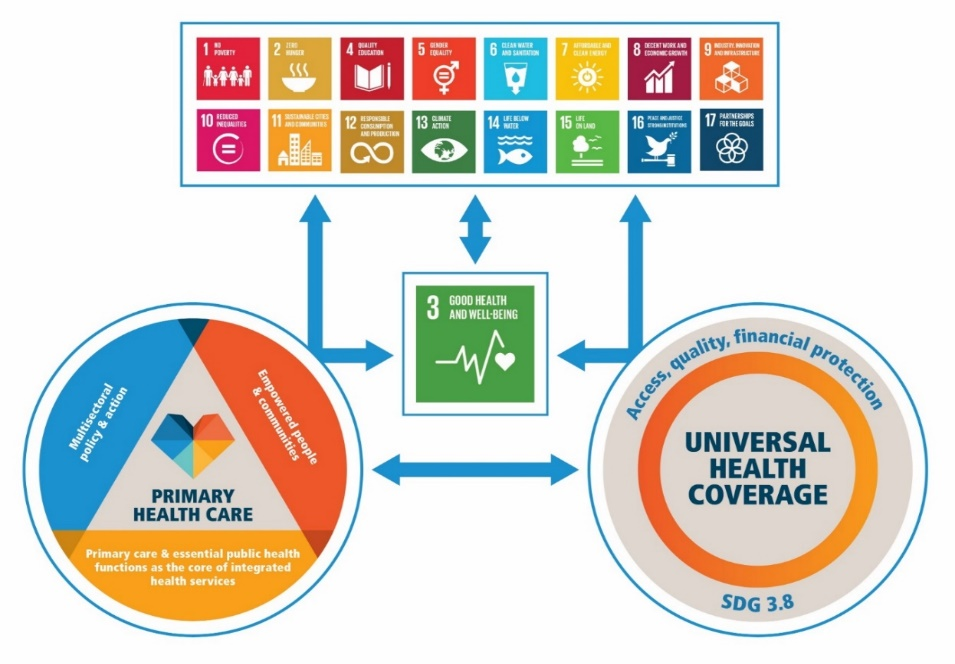 1 NO
POVERTY
2 ZERO
HUNGER
4 QUALITY
EDUCATION
5 GENDER
EQUALITY
6 CLEAN WATER
AND SANITATION
7 AFFORDABLE AND
CLEAN ENERGY
8 DECENT WORK AND
ECONOMIC GROWTH
9 INDUSTRY, INNOVATION
AND INFRASTRUCTURE
10 REDUCED
INEQUALITIES
11 SUSTAINABLE CITIES
AND COMMUNITIES
12 RESPONSIBLE
CONSUMPTION
AND PRODUCTION
13 CLIMATE
ACTION
14 LIFE BELOW
WATER
15 LIFE
ON LAND
16 PEACE AND JUSTICE
STRONG INSTITUTIONS
17 PARTNERSHIPS
FOR THE GOALS
3 GOOD HEALTH
AND WELL-BEING
Multisectoral
policy & action
Empowered people
& communities
PRIMARY
HEALTH CARE
Primary care & essential public health
functions as the core of integrated
health services
Access, quality, financial protection
UNIVERSAL
HEALTH
COVERAGE
SDG 3.8